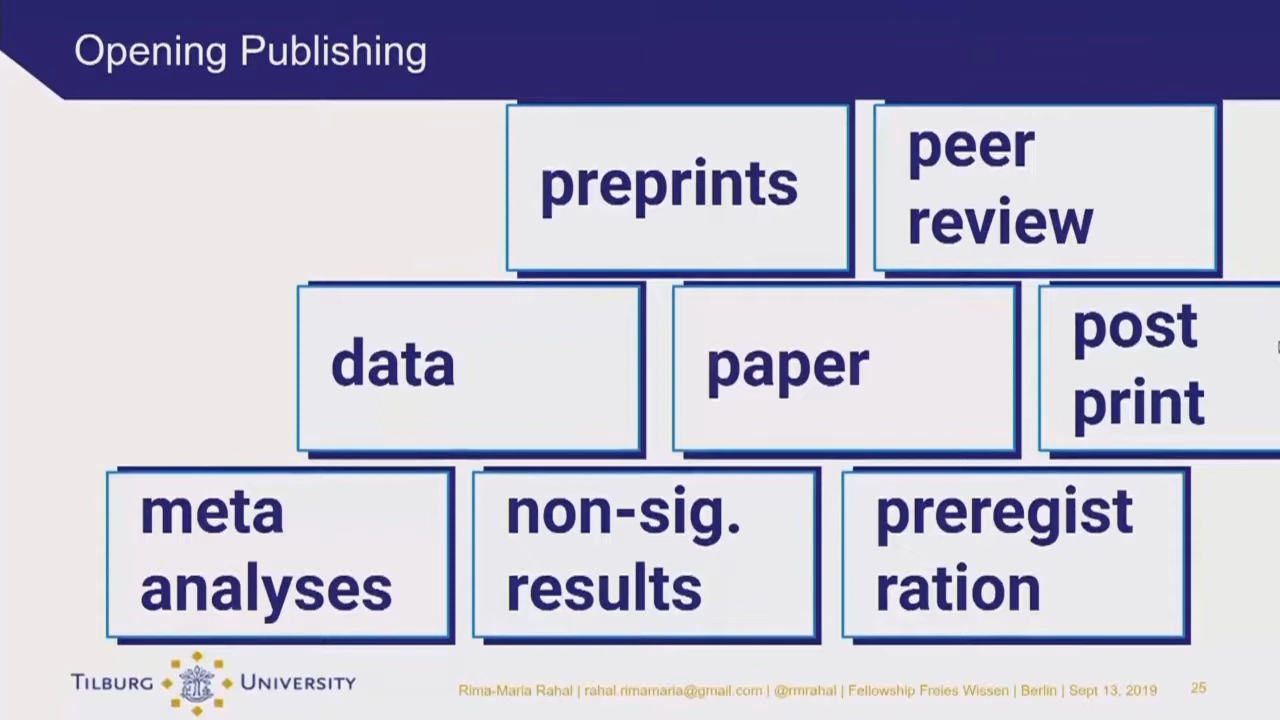 Opening Publishing
preprints
peer
review
data
paper
post
print
meta
analyses
non-sig.
results
preregist
ration
TILBURG UNIVERSITY
Rima-Maria Rahal | rahal.rimamaria@gmail.com | @rmrahal | Fellowship Freies Wissen | Berlin | Sept 13, 2019
25